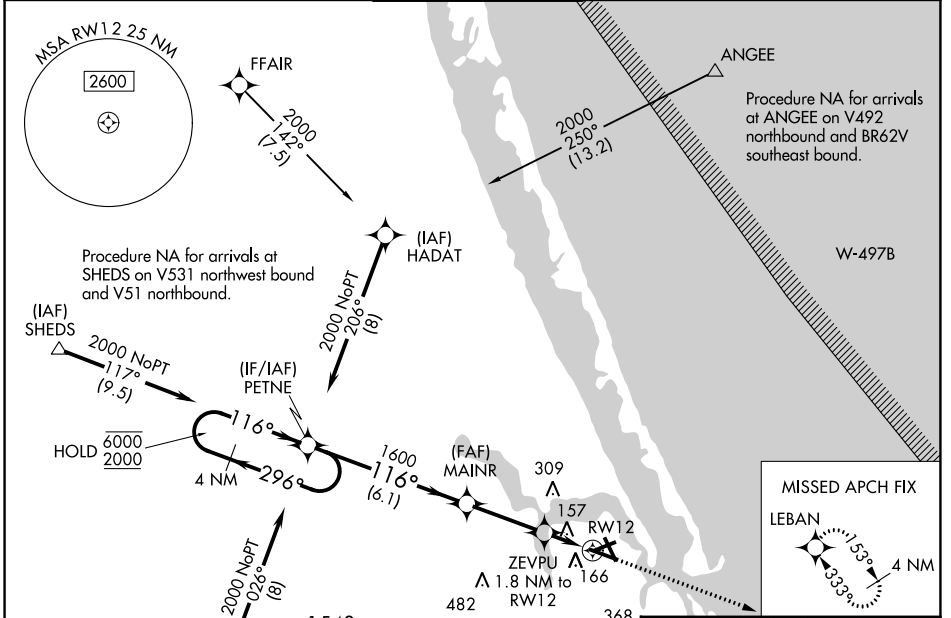 MSA RW12 25 NM
2600
FFAIR
2000
142°
(7.5)
ANGEE
2000
250°
(13.2)
Procedure NA for arrivals
at ANGEE on V492
northbound and BR62V
southeast bound.
W-497B
(IAF)
HADAT
Procedure NA for arrivals at
SHEDS on V531 northwest bound
and V51 northbound.
2000 NoPT
206°
(8)
(IAF)
SHEDS
2000 NoPT
117°
(9.5)
(IF/IAF)
PETNE
HOLD
6000
2000
116°
4 NM
296°
1600
116°
(6.1)
(FAF)
MAINR
309
157
RW12
ZEVPU
1.8 NM to
RW12
166
482
368
2000 NoPT
026°
(8)
MISSED APCH FIX
LEBAN
153°
333°
4 NM